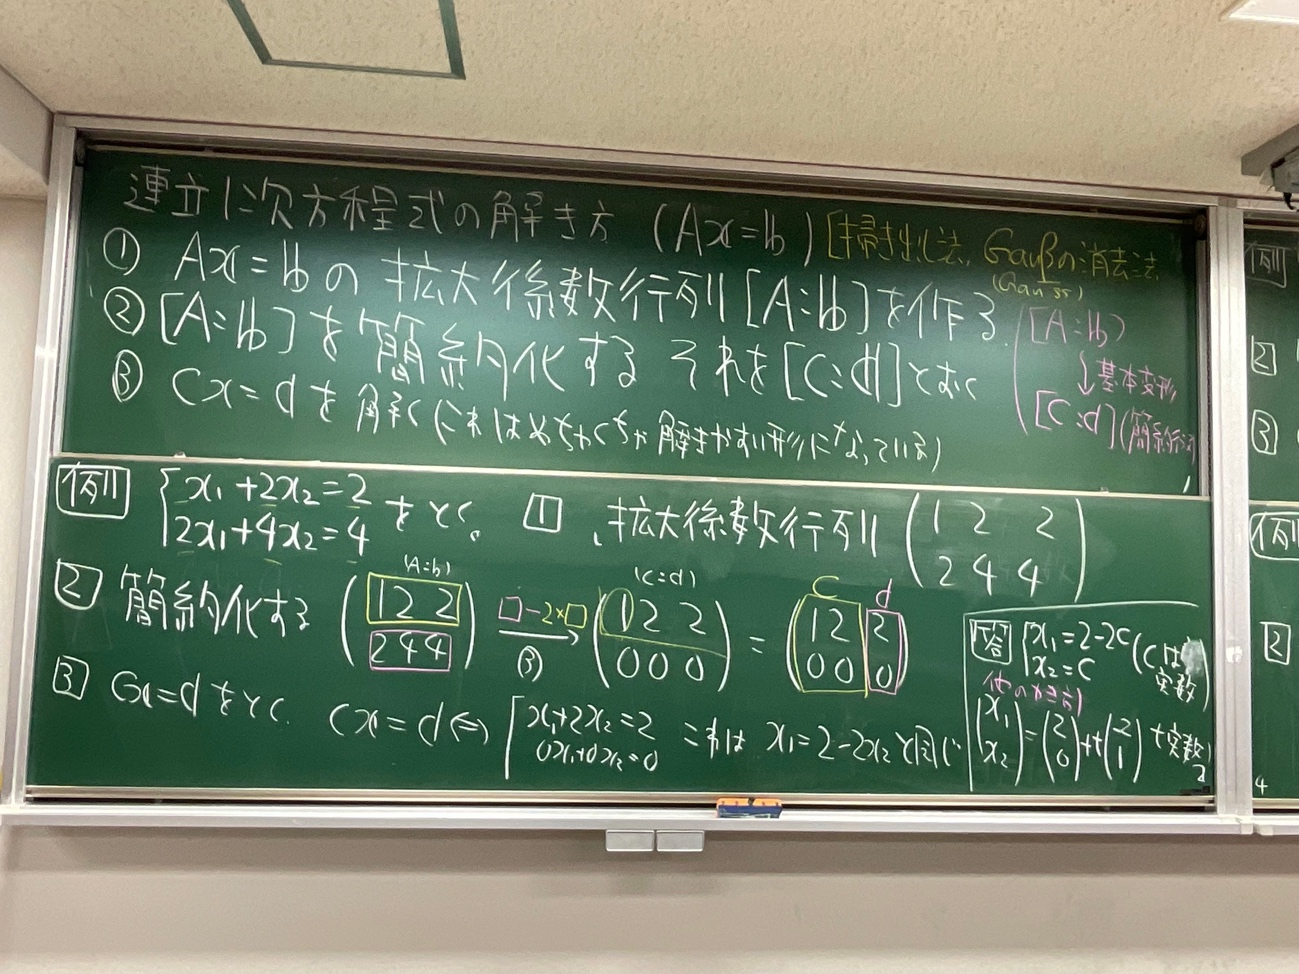 連立1次方程式の解き方 (Ax=b) [掃き出し法, Gaußの消去法
(Gauss)
① Ax=bの拡大係数行列[A:b]を作る.
② [A:b]を簡約化する それを[C:d]とおく
③ Cx=dを解く(これはめちゃくちゃ解きやすい形になっている)
[A:b)
↓基本変形
[C:d](簡約
1
例 x₁+2x₂=2
2x₁+4x₂=4 をとく。
1 拡大係数行列 (1 2 2
2 4 4)
2 簡約化する
(A=b)
(1 2 2
2 4 4)
□-2×□
→
(3)
(C=d)
(1 2 2
0 0 0)
=
C d
(1 2 2
0 0 0)
3 Cx=dをとく. Cx=d⇔ [x₁+2x₂=2
0x₁+0x₂=0
これは x₁=2-2x₂と同じ
答 {x₁=2-2c
x₂=c (cは実数)
他のかき方
(x₁
x₂)=(2
0)+t(-2
1) t実数
2
例
2
3
例
2
4